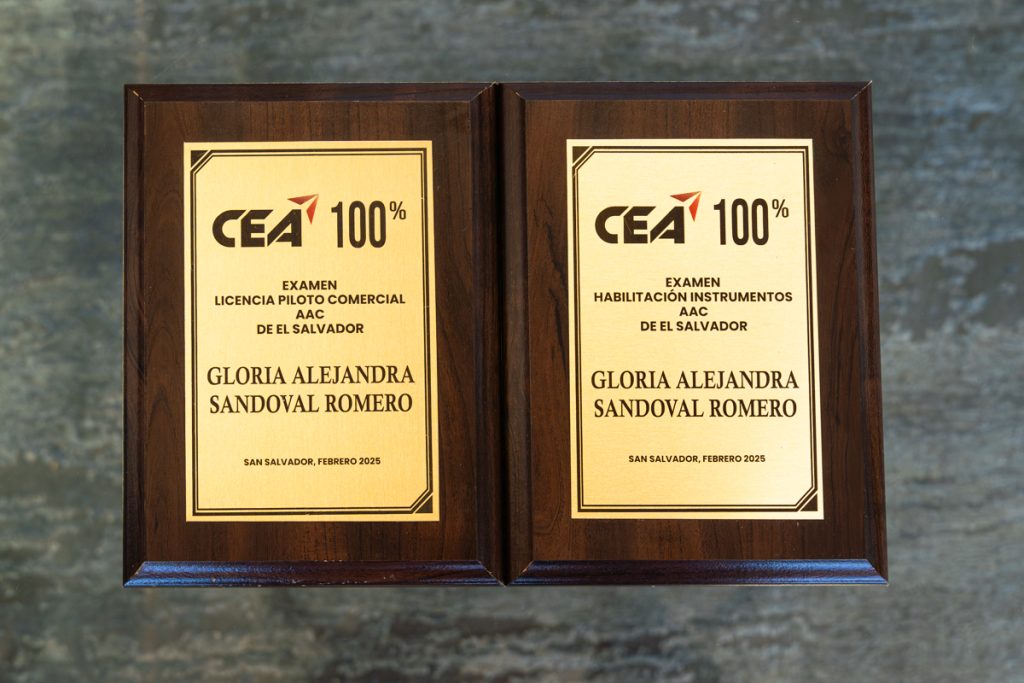 CEA 100%
EXAMEN
LICENCIA PILOTO COMERCIAL
AAC
DE EL SALVADOR
GLORIA ALEJANDRA
SANDOVAL ROMERO
SAN SALVADOR, FEBRERO 2025
CEA 100%
EXAMEN
HABILITACIÓN INSTRUMENTOS
AAC
DE EL SALVADOR
GLORIA ALEJANDRA
SANDOVAL ROMERO
SAN SALVADOR, FEBRERO 2025